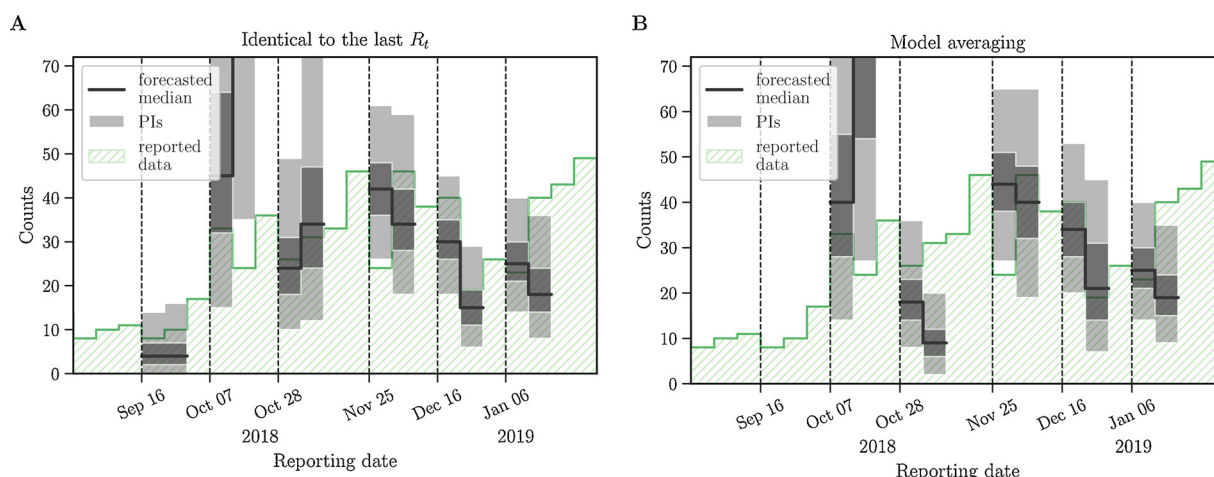 A
Identical to the last Rt
Counts
70
60
50
40
30
20
10
0
forecasted
median
PIs
reported
data
Sep 16
Oct 07
Oct 28
Nov 25
Dec 16
Jan 06
2018
2019
Reporting date
B
Model averaging
Counts
70
60
50
40
30
20
10
0
forecasted
median
PIs
reported
data
Sep 16
Oct 07
Oct 28
Nov 25
Dec 16
Jan 06
2018
2019
Reporting date